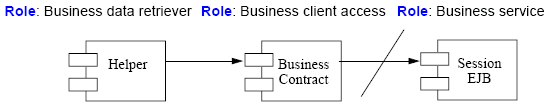 Role: Business data retriever Role: Business client access Role: Business service
Helper
Business
Contract
Session
EJB